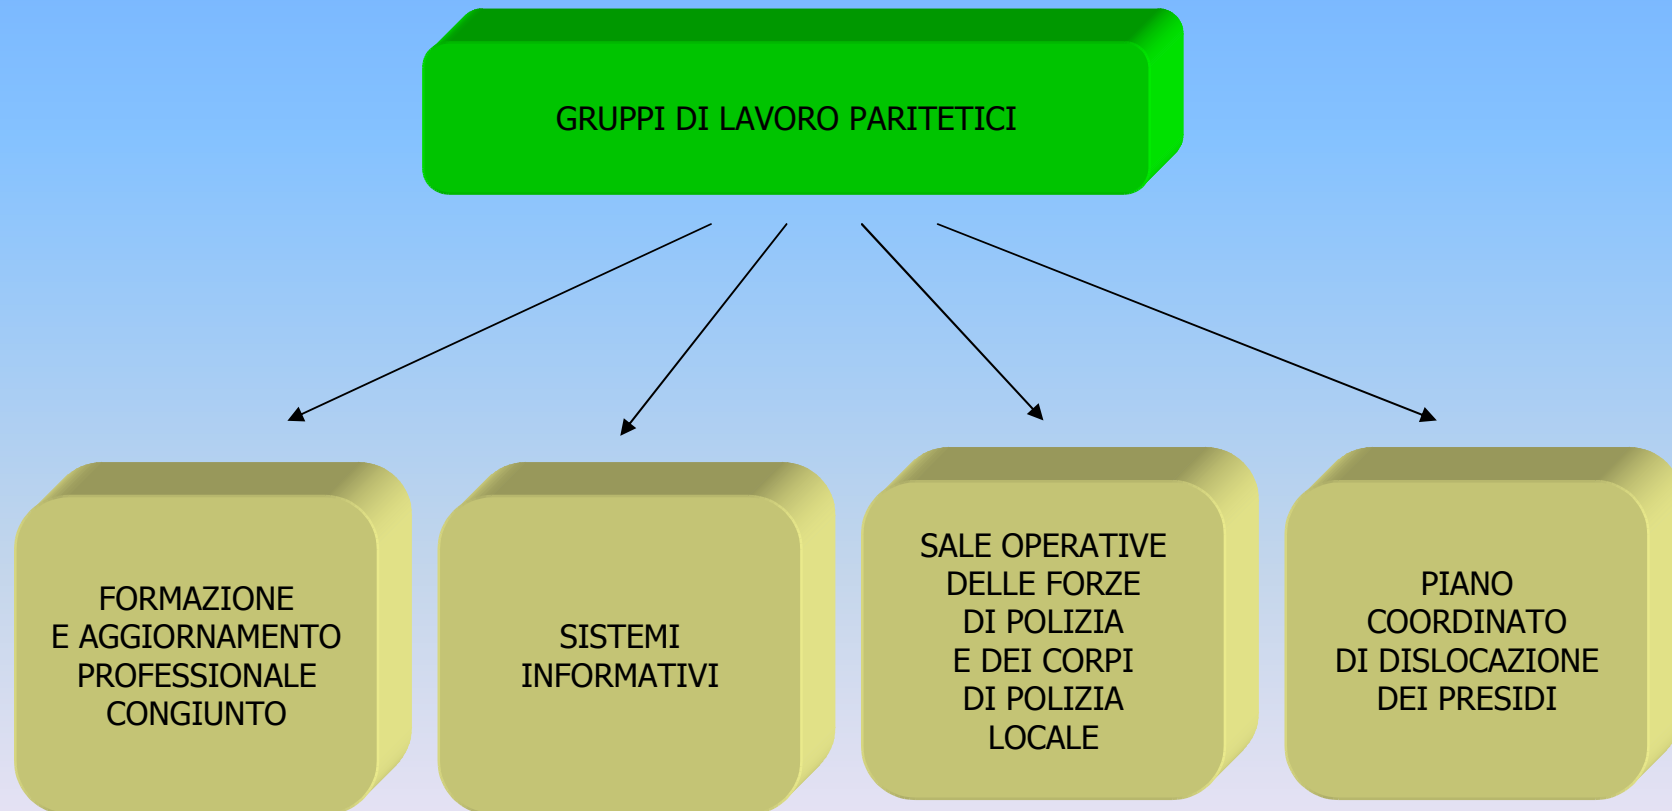 GRUPPI DI LAVORO PARITETICI
FORMAZIONE
E AGGIORNAMENTO
PROFESSIONALE
CONGIUNTO
SISTEMI
INFORMATIVI
SALE OPERATIVE
DELLE FORZE
DI POLIZIA
E DEI CORPI
DI POLIZIA
LOCALE
PIANO
COORDINATO
DI DISLOCAZIONE
DEI PRESIDI